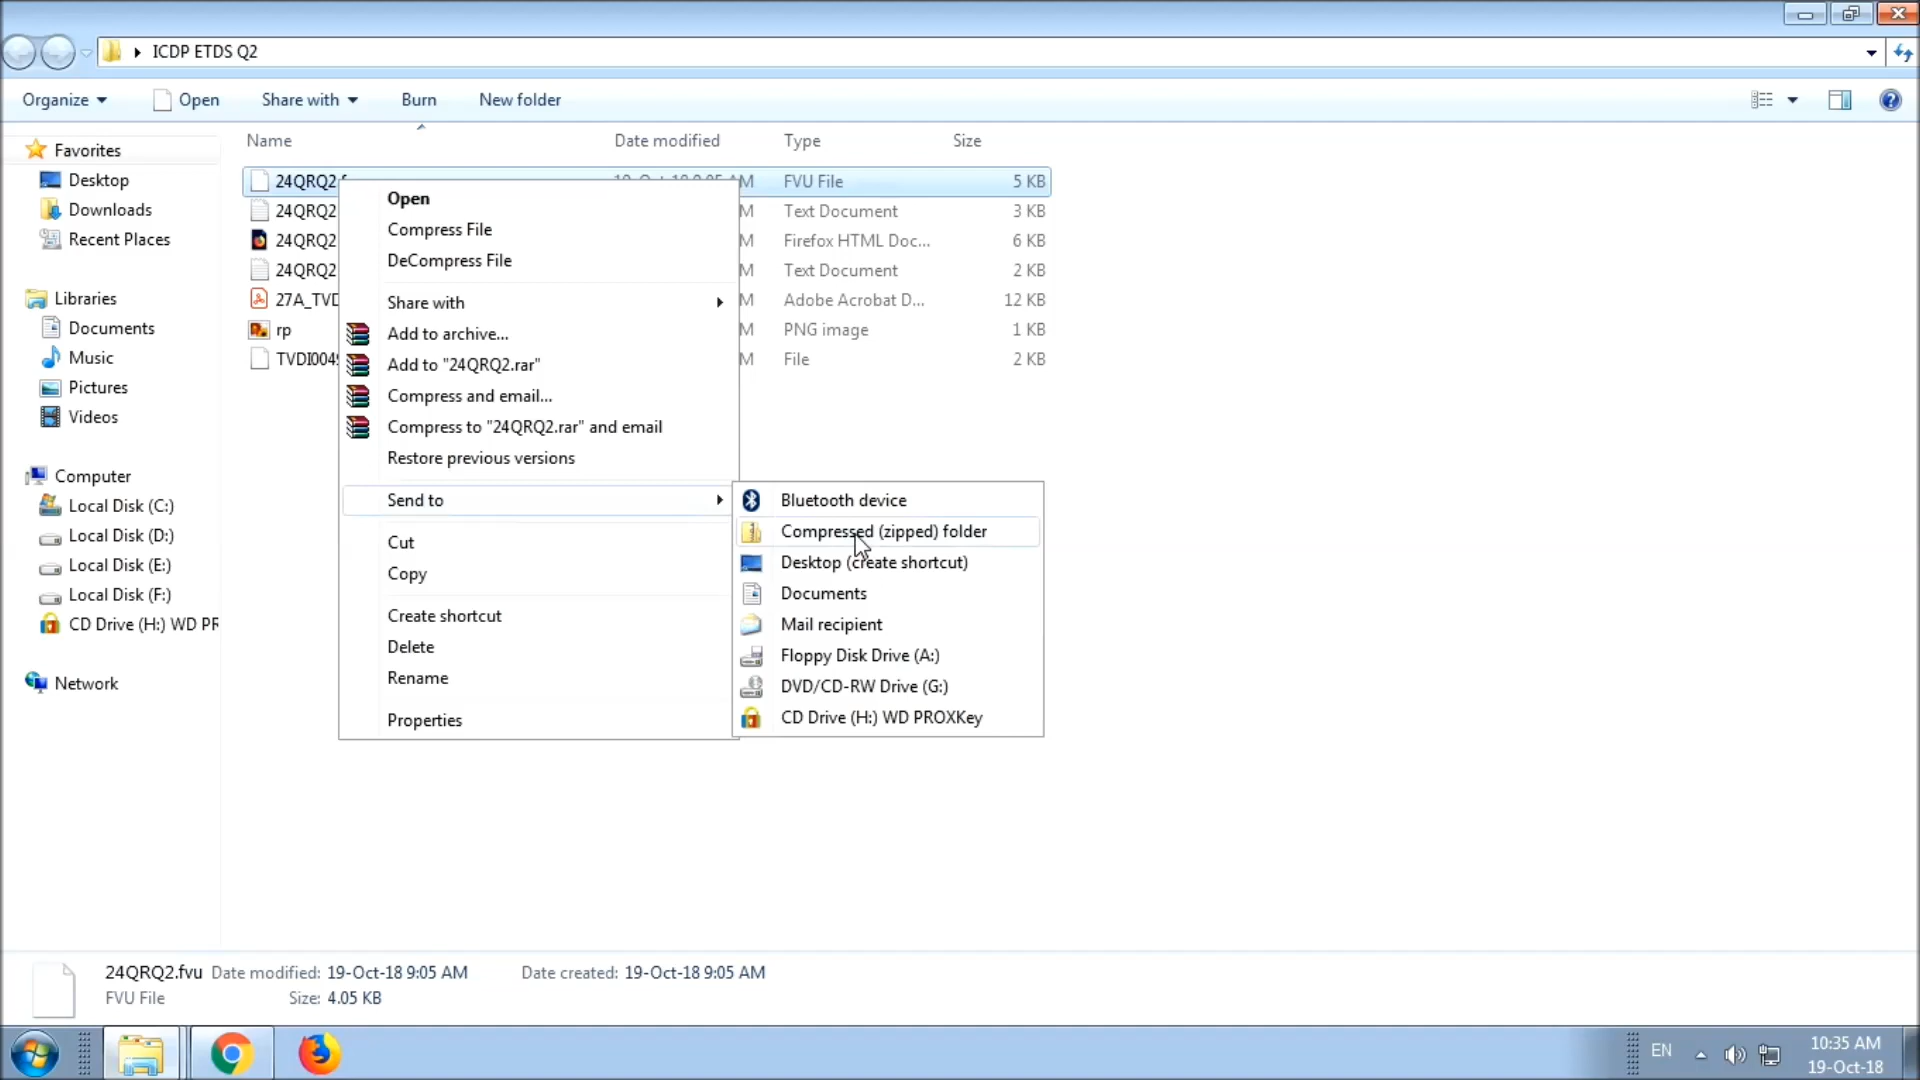 ICDP ETDS Q2
Organize Open Share with Burn New folder
Name Date modified Type Size
Favorites
Desktop
Downloads
Recent Places
Libraries
Documents
Music
Pictures
Videos
Computer
Local Disk (C:)
Local Disk (D:)
Local Disk (E:)
Local Disk (F:)
CD Drive (H:) WD PR
Network
24QRQ2.f M FVU File 5 KB
24QRQ2 M Text Document 3 KB
24QRQ2 M Firefox HTML Doc... 6 KB
24QRQ2 M Text Document 2 KB
27A_TVD M Adobe Acrobat D... 12 KB
rp M PNG image 1 KB
TVDI004 M File 2 KB
Open
Compress File
DeCompress File
Share with
Add to archive...
Add to "24QRQ2.rar"
Compress and email...
Compress to "24QRQ2.rar" and email
Restore previous versions
Send to
Cut
Copy
Create shortcut
Delete
Rename
Properties
Bluetooth device
Compressed (zipped) folder
Desktop (create shortcut)
Documents
Mail recipient
Floppy Disk Drive (A:)
DVD/CD-RW Drive (G:)
CD Drive (H:) WD PROXKey
24QRQ2.fvu Date modified: 19-Oct-18 9:05 AM Date created: 19-Oct-18 9:05 AM
FVU File Size: 4.05 KB
EN
10:35 AM
19-Oct-18